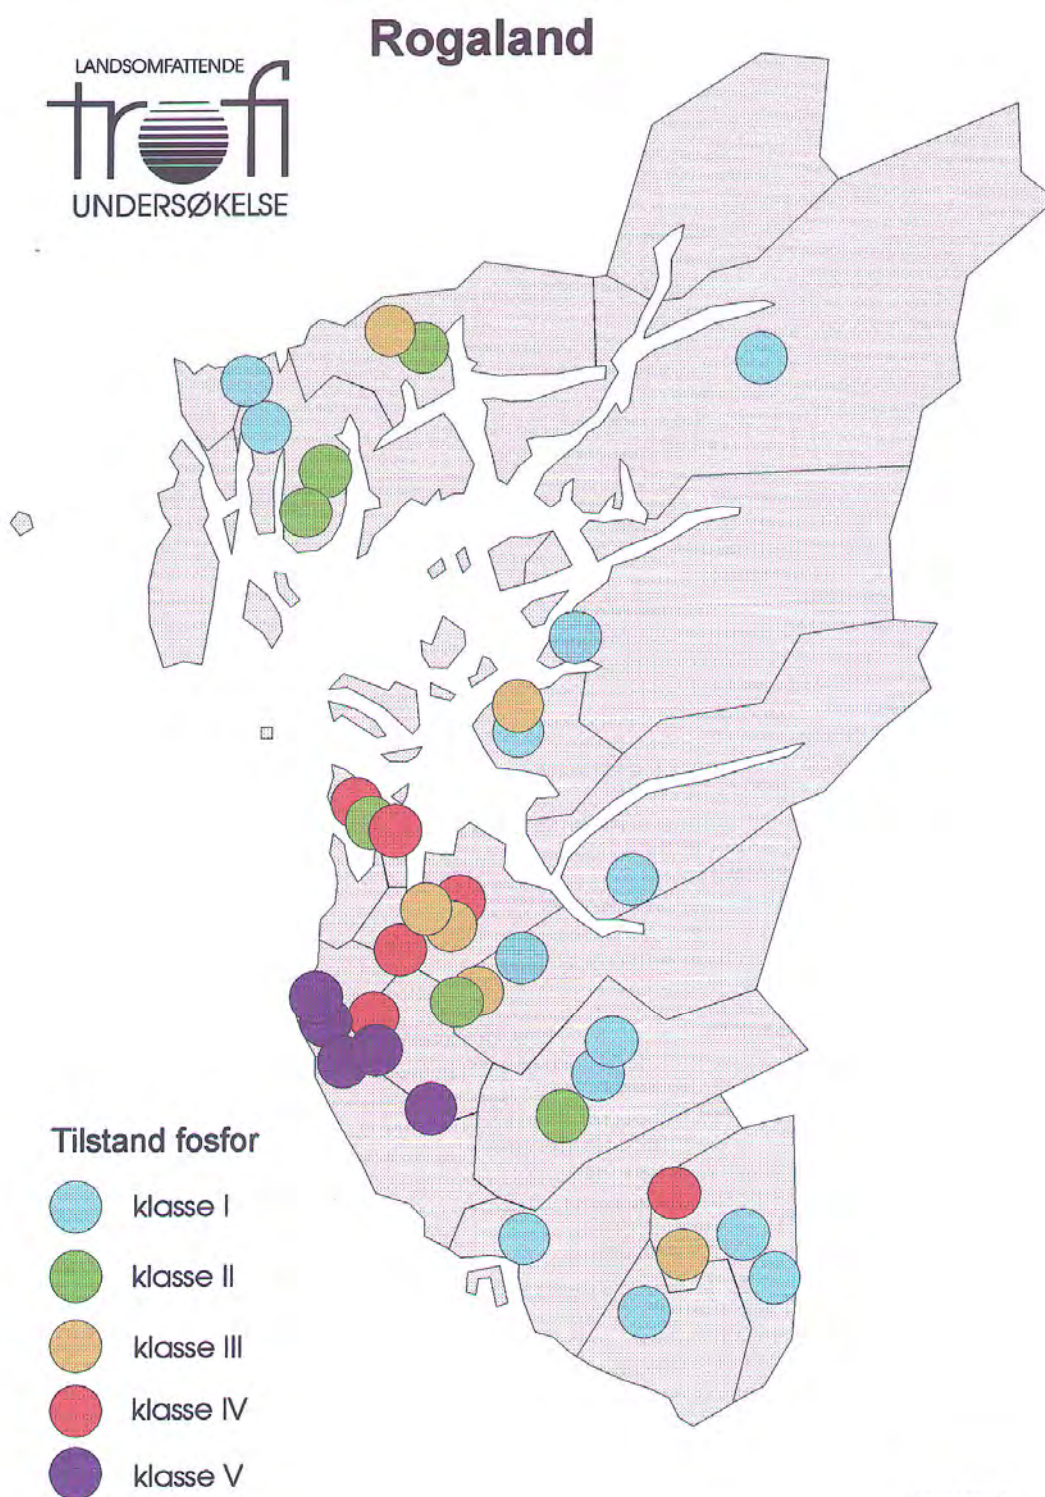 Rogaland
LANDSOMFATTENDE
trofi
UNDERSØKELSE
Tilstand fosfor
klasse I
klasse II
klasse III
klasse IV
klasse V